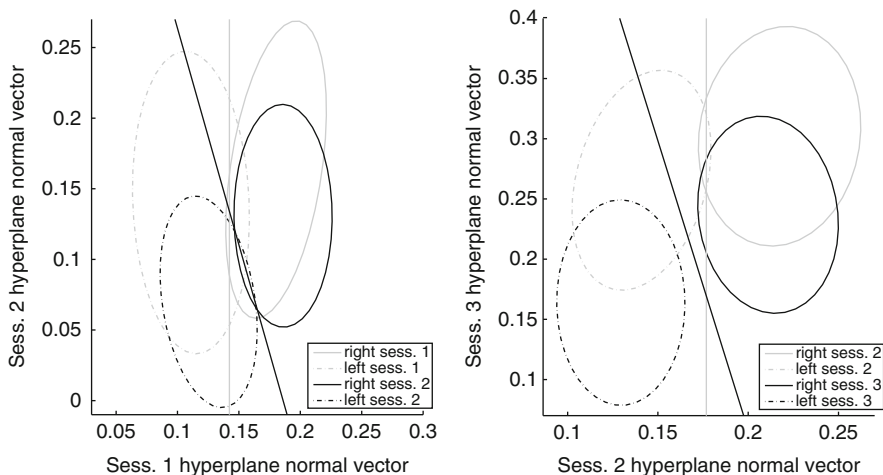 0.25
0.2
0.15
0.1
0.05
0
0.05
0.1
0.15
0.2
0.25
0.3
Sess. 2 hyperplane normal vector
Sess. 1 hyperplane normal vector
right sess. 1
left sess. 1
right sess. 2
left sess. 2
0.4
0.35
0.3
0.25
0.2
0.15
0.1
0.1
0.15
0.2
0.25
Sess. 3 hyperplane normal vector
Sess. 2 hyperplane normal vector
right sess. 2
left sess. 2
right sess. 3
left sess. 3